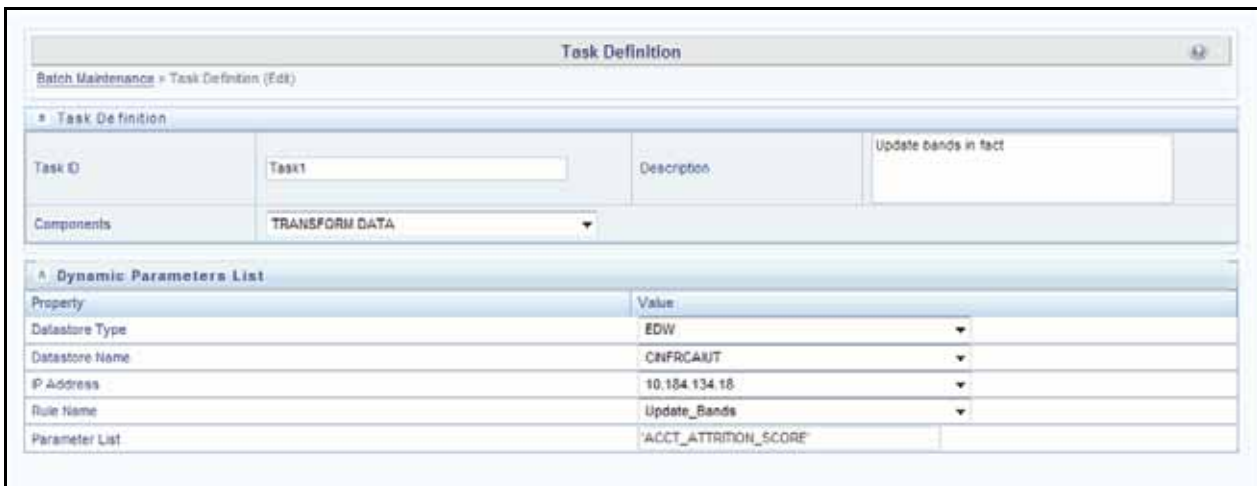 Task Definition
Batch Maintenance > Task Definition (Edit)
Task Definition
Task ID Task1 Description Update bands in fact
Components TRANSFORM DATA
Dynamic Parameters List
Property Value
Datastore Type EDW
Datastore Name
IP Address 10.184.134.18
Rule Name Update_Bands
Parameter List 'ACCT_ATTRITION_SCORE'